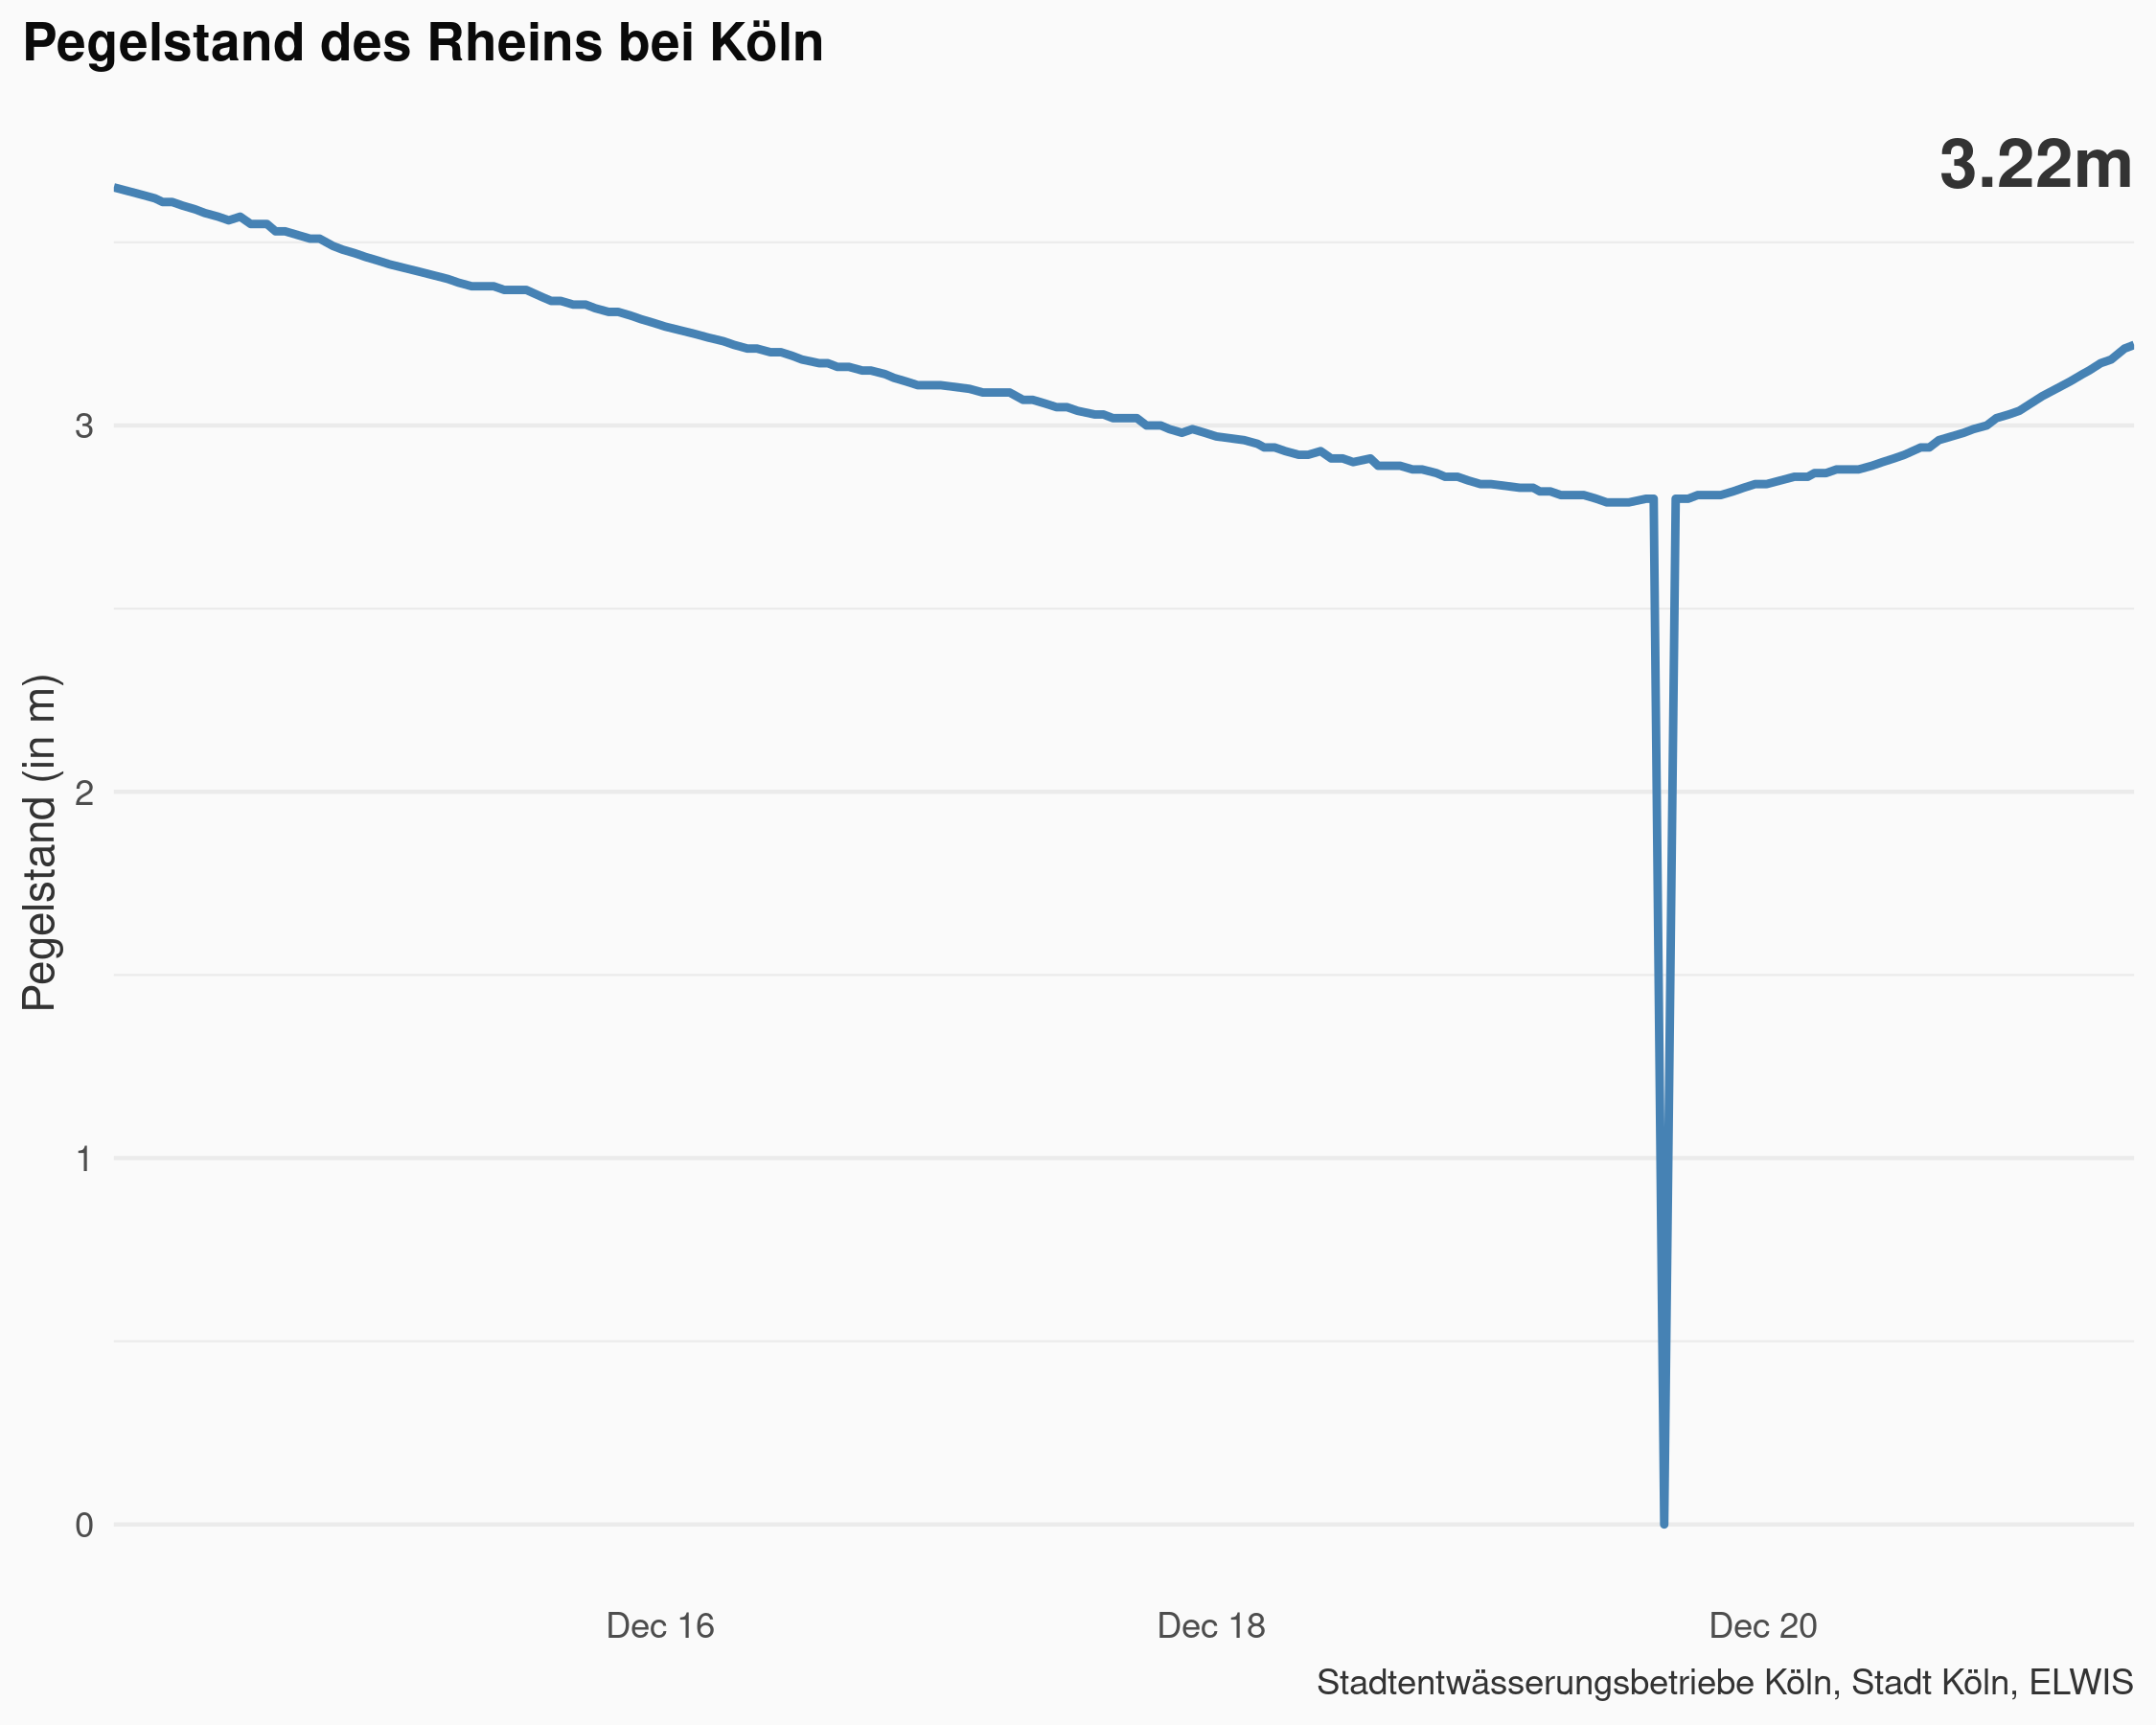 Pegelstand des Rheins bei Köln
3.22m
Pegelstand (in m)
3
2
1
0
Dec 16
Dec 18
Dec 20
Stadtentwässerungsbetriebe Köln, Stadt Köln, ELWIS